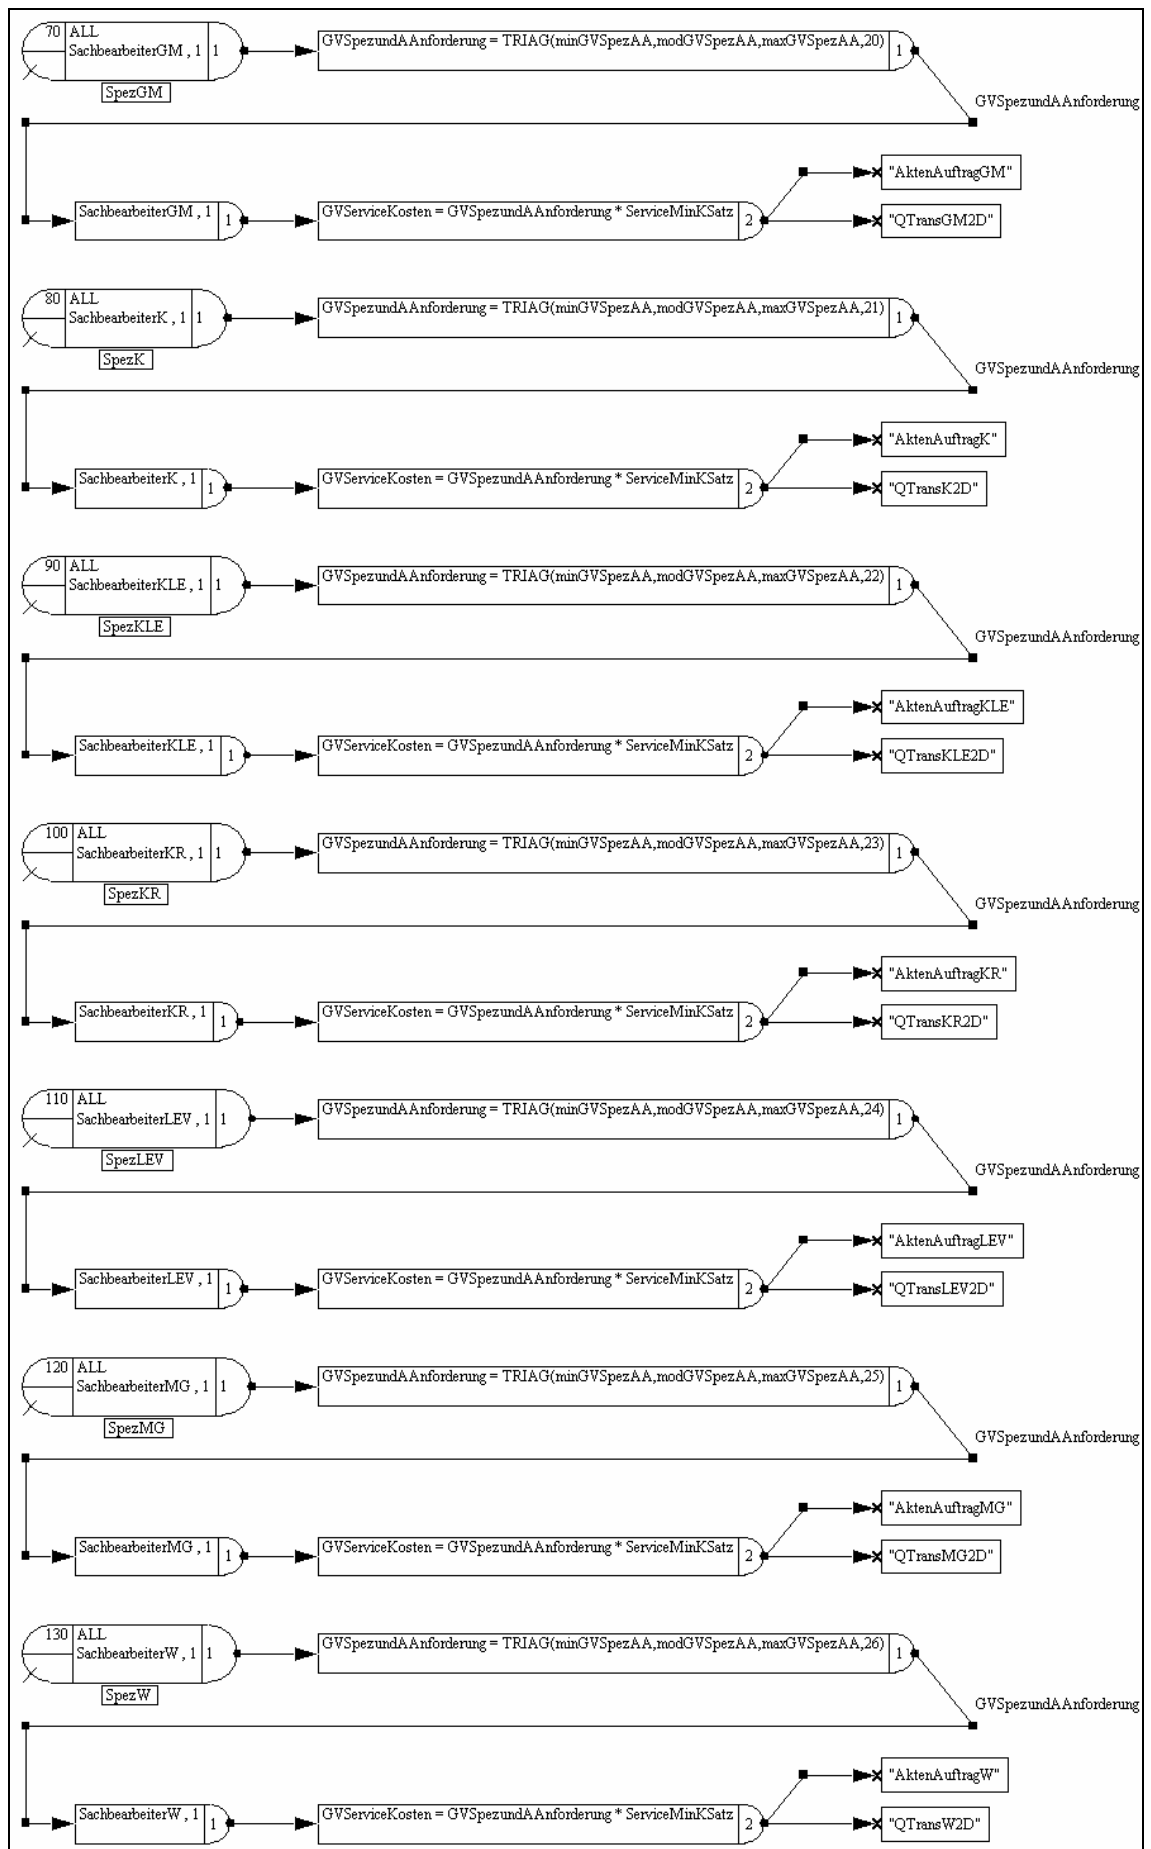 70 ALL
SachbearbeiterGM , 1 1
SpezGM
GVSpezundAAnforderung = TRIAG(minGVSpezAA,modGVSpezAA,maxGVSpezAA,20) 1
GVSpezundAAnforderung
SachbearbeiterGM , 1 1
GVServiceKosten = GVSpezundAAnforderung * ServiceMinKSatz 2
"AktenAuftragGM"
"QTransGM2D"
80 ALL
SachbearbeiterK , 1 1
SpezK
GVSpezundAAnforderung = TRIAG(minGVSpezAA,modGVSpezAA,maxGVSpezAA,21) 1
GVSpezundAAnforderung
SachbearbeiterK , 1 1
GVServiceKosten = GVSpezundAAnforderung * ServiceMinKSatz 2
"AktenAuftragK"
"QTransK2D"
90 ALL
SachbearbeiterKLE , 1 1
SpezKLE
GVSpezundAAnforderung = TRIAG(minGVSpezAA,modGVSpezAA,maxGVSpezAA,22) 1
GVSpezundAAnforderung
SachbearbeiterKLE , 1 1
GVServiceKosten = GVSpezundAAnforderung * ServiceMinKSatz 2
"AktenAuftragKLE"
"QTransKLE2D"
100 ALL
SachbearbeiterKR , 1 1
SpezKR
GVSpezundAAnforderung = TRIAG(minGVSpezAA,modGVSpezAA,maxGVSpezAA,23) 1
GVSpezundAAnforderung
SachbearbeiterKR , 1 1
GVServiceKosten = GVSpezundAAnforderung * ServiceMinKSatz 2
"AktenAuftragKR"
"QTransKR2D"
110 ALL
SachbearbeiterLEV , 1 1
SpezLEV
GVSpezundAAnforderung = TRIAG(minGVSpezAA,modGVSpezAA,maxGVSpezAA,24) 1
GVSpezundAAnforderung
SachbearbeiterLEV , 1 1
GVServiceKosten = GVSpezundAAnforderung * ServiceMinKSatz 2
"AktenAuftragLEV"
"QTransLEV2D"
120 ALL
SachbearbeiterMG , 1 1
SpezMG
GVSpezundAAnforderung = TRIAG(minGVSpezAA,modGVSpezAA,maxGVSpezAA,25) 1
GVSpezundAAnforderung
SachbearbeiterMG , 1 1
GVServiceKosten = GVSpezundAAnforderung * ServiceMinKSatz 2
"AktenAuftragMG"
"QTransMG2D"
130 ALL
SachbearbeiterW , 1 1
SpezW
GVSpezundAAnforderung = TRIAG(minGVSpezAA,modGVSpezAA,maxGVSpezAA,26) 1
GVSpezundAAnforderung
SachbearbeiterW , 1 1
GVServiceKosten = GVSpezundAAnforderung * ServiceMinKSatz 2
"AktenAuftragW"
"QTransW2D"